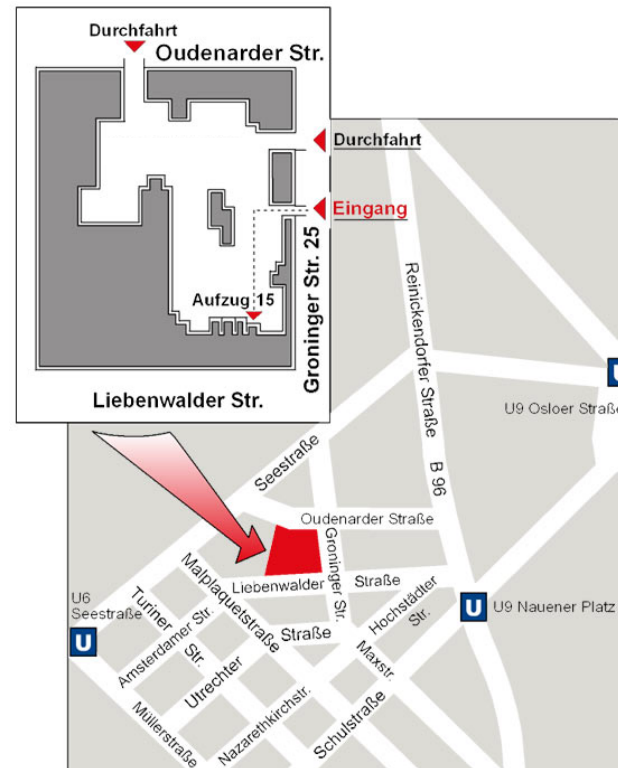 Durchfahrt
Oudenarder Str.
Durchfahrt
Eingang
Groninger Str. 25
Aufzug 15
Liebenwalder Str.
Reinickendorfer Straße
B 96
U
U9 Osloer Straße
Seestraße
Oudenarder Straße
Groninger Str.
Malplaquetstraße
Liebenwalder Straße
U6
Seestraße
U
Turiner
Str.
Amsterdamer Str.
Utrechter Straße
Hochstädter
Str.
U
U9 Nauener Platz
Maxstr.
Müllerstraße
Nazarethkirchstr.
Schulstraße